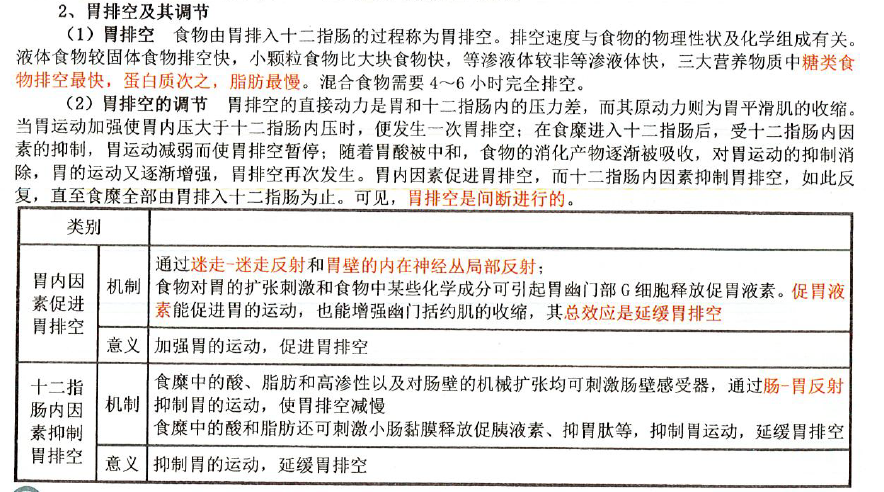 2、胃排空及其调节
（1）胃排空 食物由胃排入十二指肠的过程称为胃排空。排空速度与食物的物理性状及化学组成有关。
液体食物较固体食物排空快，小颗粒食物比大块食物快，等渗液体较非等渗液体快，三大营养物质中糖类食
物排空最快，蛋白质次之，脂肪最慢。混合食物需要 4～6 小时完全排空。
（2）胃排空的调节 胃排空的直接动力是胃和十二指肠内的压力差，而其原动力则为胃平滑肌的收缩。
当胃运动加强使胃内压大于十二指肠内压时，便发生一次胃排空；在食糜进入十二指肠后，受十二指肠内因
素的抑制，胃运动减弱而使胃排空暂停；随着胃酸被中和，食物的消化产物逐渐被吸收，对胃运动的抑制消
除，胃的运动又逐渐增强，胃排空再次发生。胃内因素促进胃排空，而十二指肠内因素抑制胃排空，如此反
复，直至食糜全部由胃排入十二指肠为止。可见，胃排空是间断进行的。
类别
胃内因
素促进
胃排空
机制
通过迷走-迷走反射和胃壁的内在神经丛局部反射；
食物对胃的扩张刺激和食物中某些化学成分可引起胃幽门部 G 细胞释放促胃液素。促胃液
素能促进胃的运动，也能增强幽门括约肌的收缩，其总效应是延缓胃排空
意义
加强胃的运动，促进胃排空
十二指
肠内因
素抑制
胃排空
机制
食糜中的酸、脂肪和高渗性以及对肠壁的机械扩张均可刺激肠壁感受器，通过肠-胃反射
抑制胃的运动，使胃排空减慢
食糜中的酸和脂肪还可刺激小肠黏膜释放促胰液素、抑胃肽等，抑制胃运动，延缓胃排空
意义
抑制胃的运动，延缓胃排空